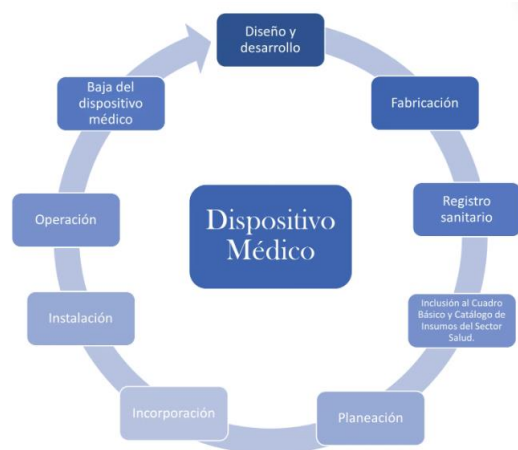 Diseño y
desarrollo
Fabricación
Registro
sanitario
Inclusión al Cuadro
Básico y Catálogo de
Insumos del Sector
Salud.
Planeación
Incorporación
Instalación
Operación
Baja del
dispositivo
médico
Dispositivo
Médico